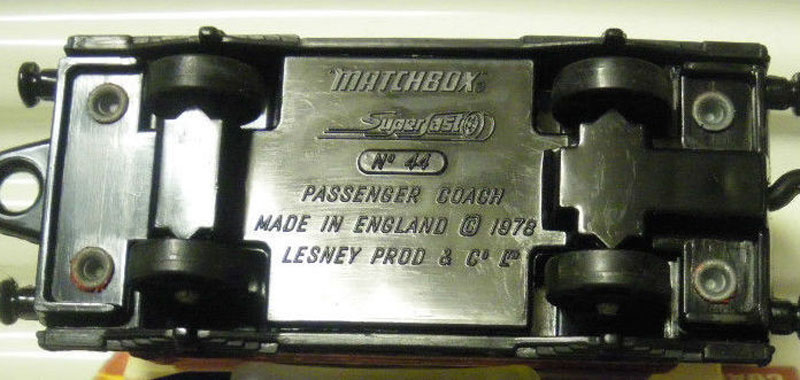 MATCHBOX®
Superfast
Nº 44
PASSENGER COACH
MADE IN ENGLAND © 1978
LESNEY PROD & Cº Lᵀᴰ